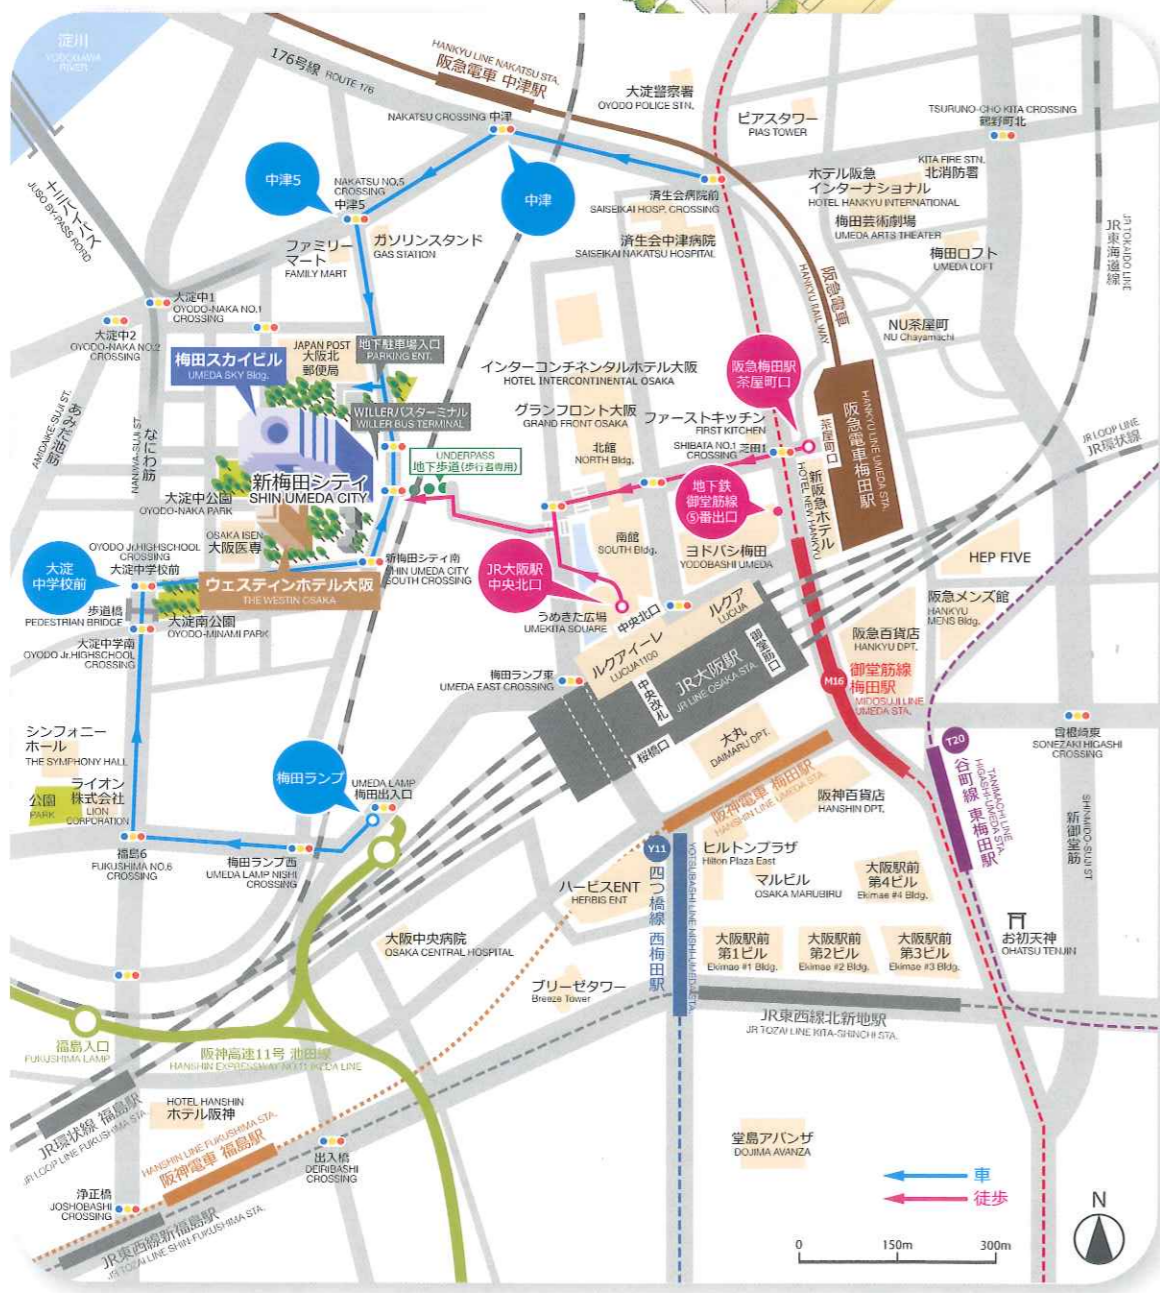 淀川
YODOGAWA
RIVER
176号線 ROUTE 176
HANKYU LINE NAKATSU STA.
阪急電車 中津駅
大淀警察署
OYODO POLICE STN.
ピアスタワー
PIAS TOWER
TSURUNO-CHO KITA CROSSING
鶴野町北
NAKATSU CROSSING 中津
KITA FIRE STN.
北消防署
十三バイパス
JUSO BY-PASS ROAD
中津5
NAKATSU NO.5
CROSSING
中津5
中津
済生会病院前
SAISEIKAI HOSP. CROSSING
ホテル阪急
インターナショナル
HOTEL HANKYU INTERNATIONAL
梅田芸術劇場
UMEDA ARTS THEATER
JR TOKAIDO LINE
JR東海道線
ファミリー
マート
FAMILY MART
ガソリンスタンド
GAS STATION
済生会中津病院
SAISEIKAI NAKATSU HOSPITAL
梅田ロフト
UMEDA LOFT
阪急電車
HANKYU RAIL WAY
大淀中1
OYODO-NAKA NO.1
CROSSING
大淀中2
OYODO-NAKA NO.2
CROSSING
NU茶屋町
NU Chayamachi
梅田スカイビル
UMEDA SKY Bldg.
JAPAN POST
大阪北
郵便局
地下駐車場入口
PARKING ENT.
インターコンチネンタルホテル大阪
HOTEL INTERCONTINENTAL OSAKA
阪急梅田駅
茶屋町口
WILLERバスターミナル
WILLER BUS TERMINAL
グランフロント大阪
GRAND FRONT OSAKA
ファーストキッチン
FIRST KITCHEN
AMIDAIKE-SUJI ST.
あみだ池筋
NANIWA-SUJI ST.
なにわ筋
UNDERPASS
地下歩道(歩行者専用)
北館
NORTH Bldg.
SHIBATA NO.1
CROSSING
芝田1
茶屋町口
HANKYU LINE UMEDA STA.
阪急電車梅田駅
JR LOOP LINE
JR環状線
新梅田シティ
SHIN UMEDA CITY
大淀中公園
OYODO-NAKA PARK
地下鉄
御堂筋線
⑤番出口
新阪急ホテル
HOTEL NEW HANKYU
OSAKA ISEN
大阪医専
南館
SOUTH Bldg.
ヨドバシ梅田
YODOBASHI UMEDA
HEP FIVE
OYODO Jr.HIGHSCHOOL
CROSSING
大淀中学校前
大淀
中学校前
新梅田シティ南
SHIN UMEDA CITY
SOUTH CROSSING
JR大阪駅
中央北口
ウェスティンホテル大阪
THE WESTIN OSAKA
歩道橋
PEDESTRIAN BRIDGE
大淀南公園
OYODO-MINAMI PARK
うめきた広場
UMEKITA SQUARE
中央北口
ルクア
LUCUA
阪急メンズ館
HANKYU
MENS Bldg.
大淀中学南
OYODO Jr.HIGHSCHOOL
CROSSING
ルクアイーレ
LUCUA1100
御堂筋口
阪急百貨店
HANKYU DPT.
梅田ランプ東
UMEDA EAST CROSSING
中央改札
JR大阪駅
JR LINE OSAKA STA.
M16
御堂筋線
梅田駅
MIDOSUJI LINE
UMEDA STA.
シンフォニー
ホール
THE SYMPHONY HALL
桜橋口
大丸
DAIMARU DPT.
T20
曾根崎東
SONEZAKI HIGASHI
CROSSING
TANIMACHI LINE
HIGASHI-UMEDA STA.
谷町線 東梅田駅
梅田ランプ
UMEDA LAMP
梅田出入口
公園
PARK
ライオン
株式会社
LION
CORPORATION
阪神電車 梅田駅
HANSHIN LINE UMEDA STA.
阪神百貨店
HANSHIN DPT.
SHINMIDO-SUJI ST
新御堂筋
福島6
FUKUSHIMA NO.6
CROSSING
梅田ランプ西
UMEDA LAMP NISHI
CROSSING
Y11
四つ橋線 西梅田駅
YOTSUBASHI LINE NISHI-UMEDA STA.
ヒルトンプラザ
Hilton Plaza East
マルビル
OSAKA MARUBIRU
大阪駅前
第4ビル
Ekimae #4 Bldg.
ハービスENT
HERBIS ENT
大阪中央病院
OSAKA CENTRAL HOSPITAL
大阪駅前
第1ビル
Ekimae #1 Bldg.
大阪駅前
第2ビル
Ekimae #2 Bldg.
大阪駅前
第3ビル
Ekimae #3 Bldg.
お初天神
OHATSU TENJIN
ブリーゼタワー
Breeze Tower
JR東西線北新地駅
JR TOZAI LINE KITA-SHINCHI STA.
福島入口
FUKUSHIMA LAMP
阪神高速11号 池田線
HANSHIN EXPRESSWAY NO.11 IKEDA LINE
JR環状線 福島駅
JR LOOP LINE FUKUSHIMA STA.
HOTEL HANSHIN
ホテル阪神
HANSHIN LINE FUKUSHIMA STA.
阪神電車 福島駅
出入橋
DEIRIBASHI
CROSSING
堂島アバンザ
DOJIMA AVANZA
浄正橋
JOSHOBASHI
CROSSING
JR東西線新福島駅
JR TOZAI LINE SHIN-FUKUSHIMA STA.
車
徒歩
N
0 150m 300m